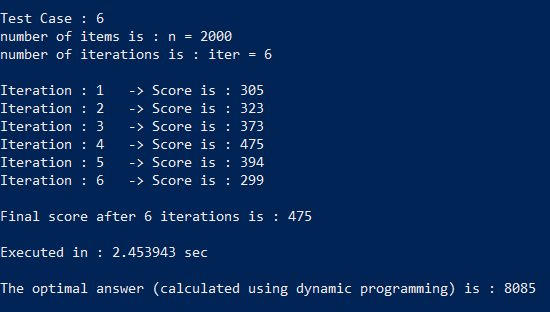 Test Case : 6
number of items is : n = 2000
number of iterations is : iter = 6
Iteration : 1   -> Score is : 305
Iteration : 2   -> Score is : 323
Iteration : 3   -> Score is : 373
Iteration : 4   -> Score is : 475
Iteration : 5   -> Score is : 394
Iteration : 6   -> Score is : 299
Final score after 6 iterations is : 475
Executed in : 2.453943 sec
The optimal answer (calculated using dynamic programming) is : 8085